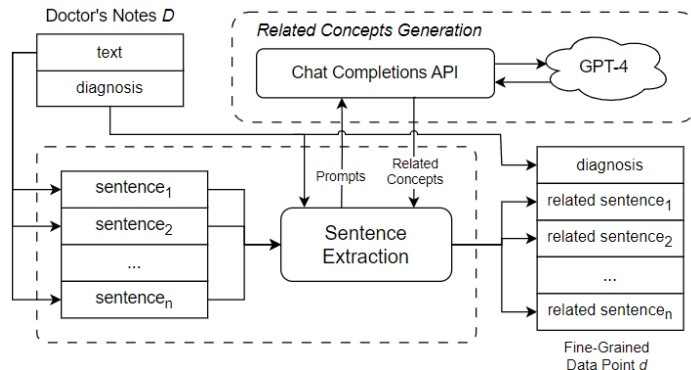 Doctor's Notes D
text
diagnosis
Related Concepts Generation
Chat Completions API
GPT-4
Prompts
Related
Concepts
sentence1
sentence2
...
sentencen
Sentence
Extraction
diagnosis
related sentence1
related sentence2
...
related sentencen
Fine-Grained
Data Point d